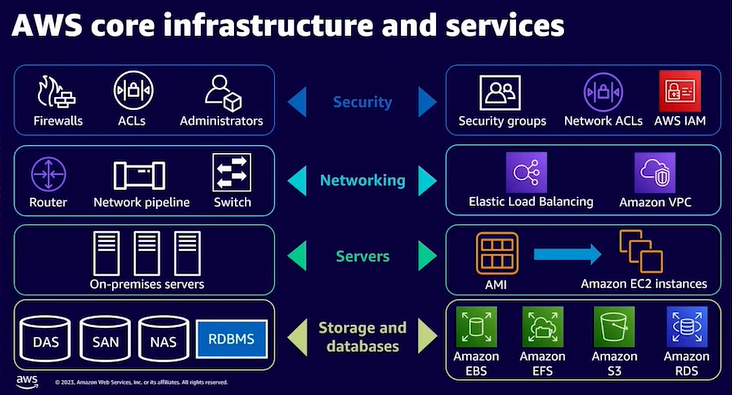 AWS core infrastructure and services
Firewalls
ACLs
Administrators
Security
Security groups
Network ACLs
AWS IAM
Router
Network pipeline
Switch
Networking
Elastic Load Balancing
Amazon VPC
On-premises servers
Servers
AMI
Amazon EC2 instances
DAS
SAN
NAS
RDBMS
Storage and
databases
Amazon
EBS
Amazon
EFS
Amazon
S3
Amazon
RDS
aws
© 2023, Amazon Web Services, Inc. or its affiliates. All rights reserved.